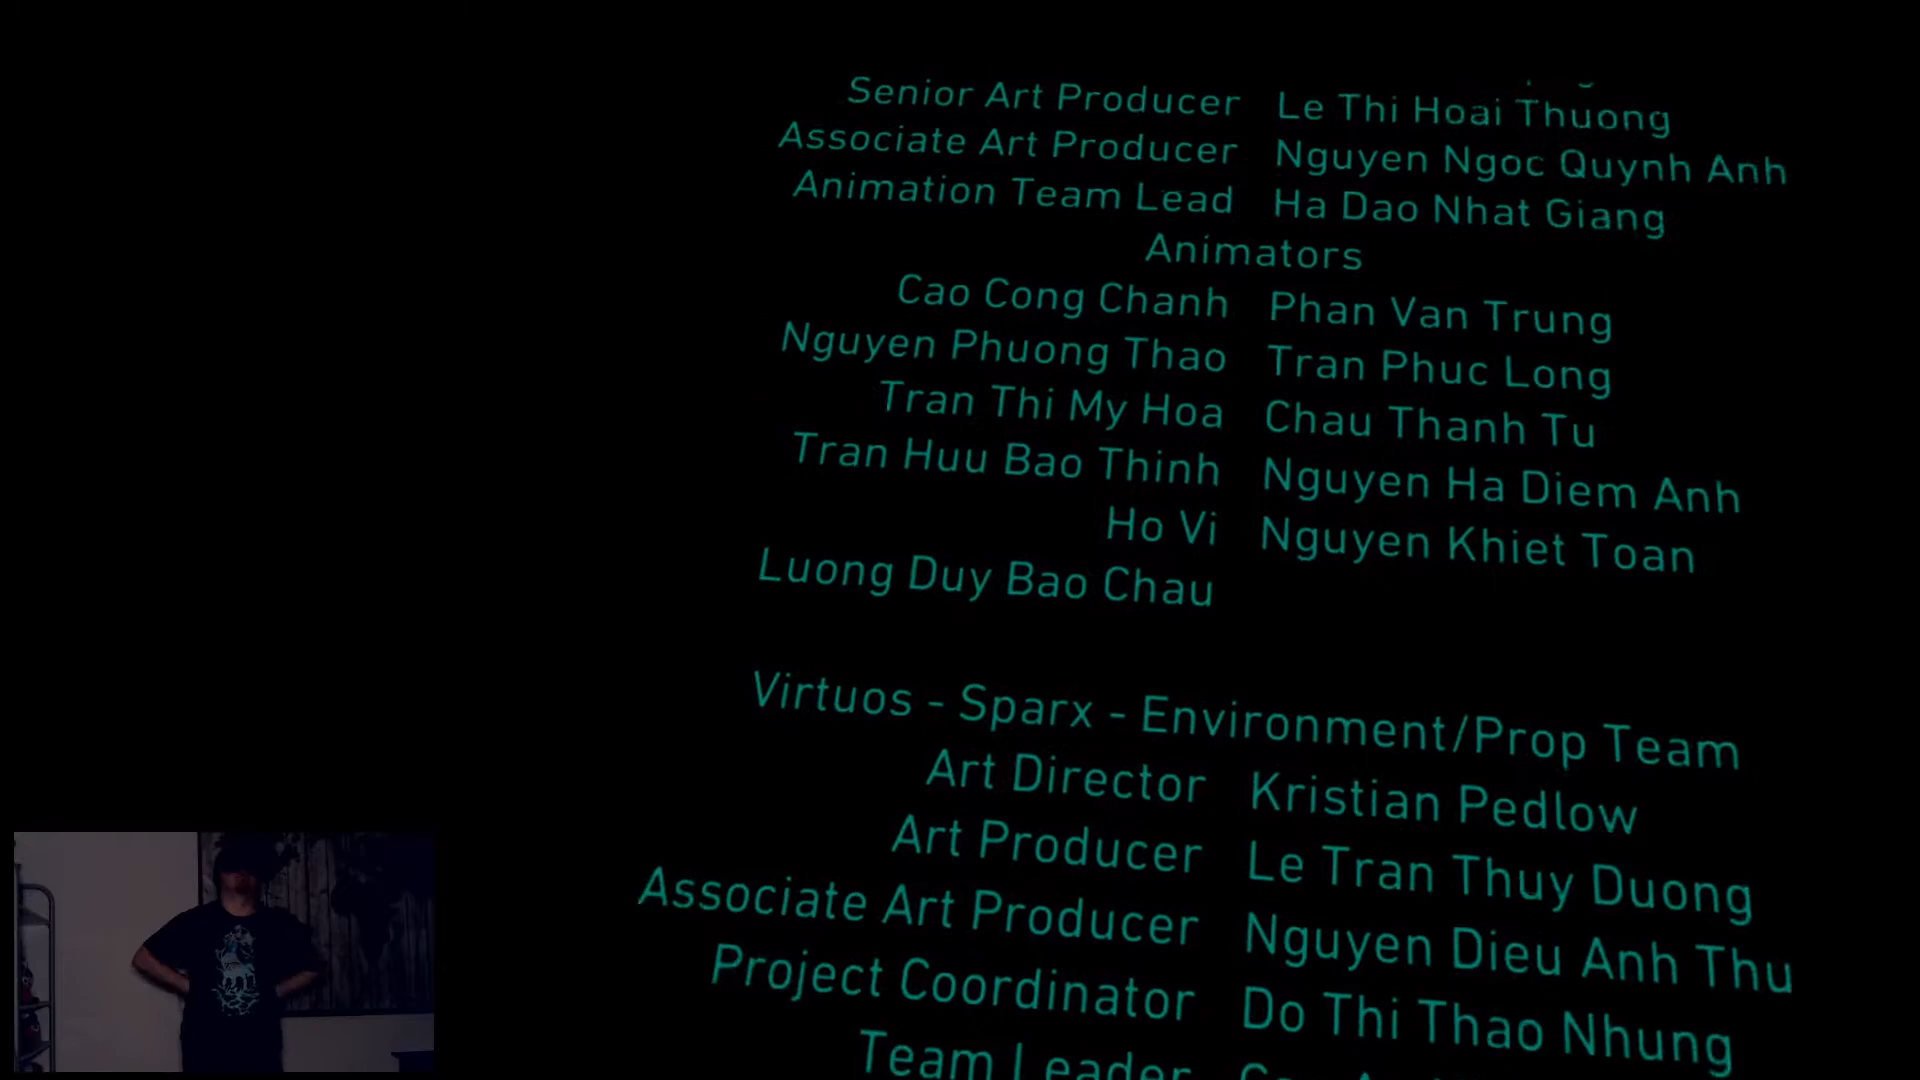 Senior Art Producer Le Thi Hoai Thuong
Associate Art Producer Nguyen Ngoc Quynh Anh
Animation Team Lead Ha Dao Nhat Giang
Animators
Cao Cong Chanh Phan Van Trung
Nguyen Phuong Thao Tran Phuc Long
Tran Thi My Hoa Chau Thanh Tu
Tran Huu Bao Thinh Nguyen Ha Diem Anh
Ho Vi Nguyen Khiet Toan
Luong Duy Bao Chau
Virtuos - Sparx - Environment/Prop Team
Art Director Kristian Pedlow
Art Producer Le Tran Thuy Duong
Associate Art Producer Nguyen Dieu Anh Thu
Project Coordinator Do Thi Thao Nhung
Team Leader